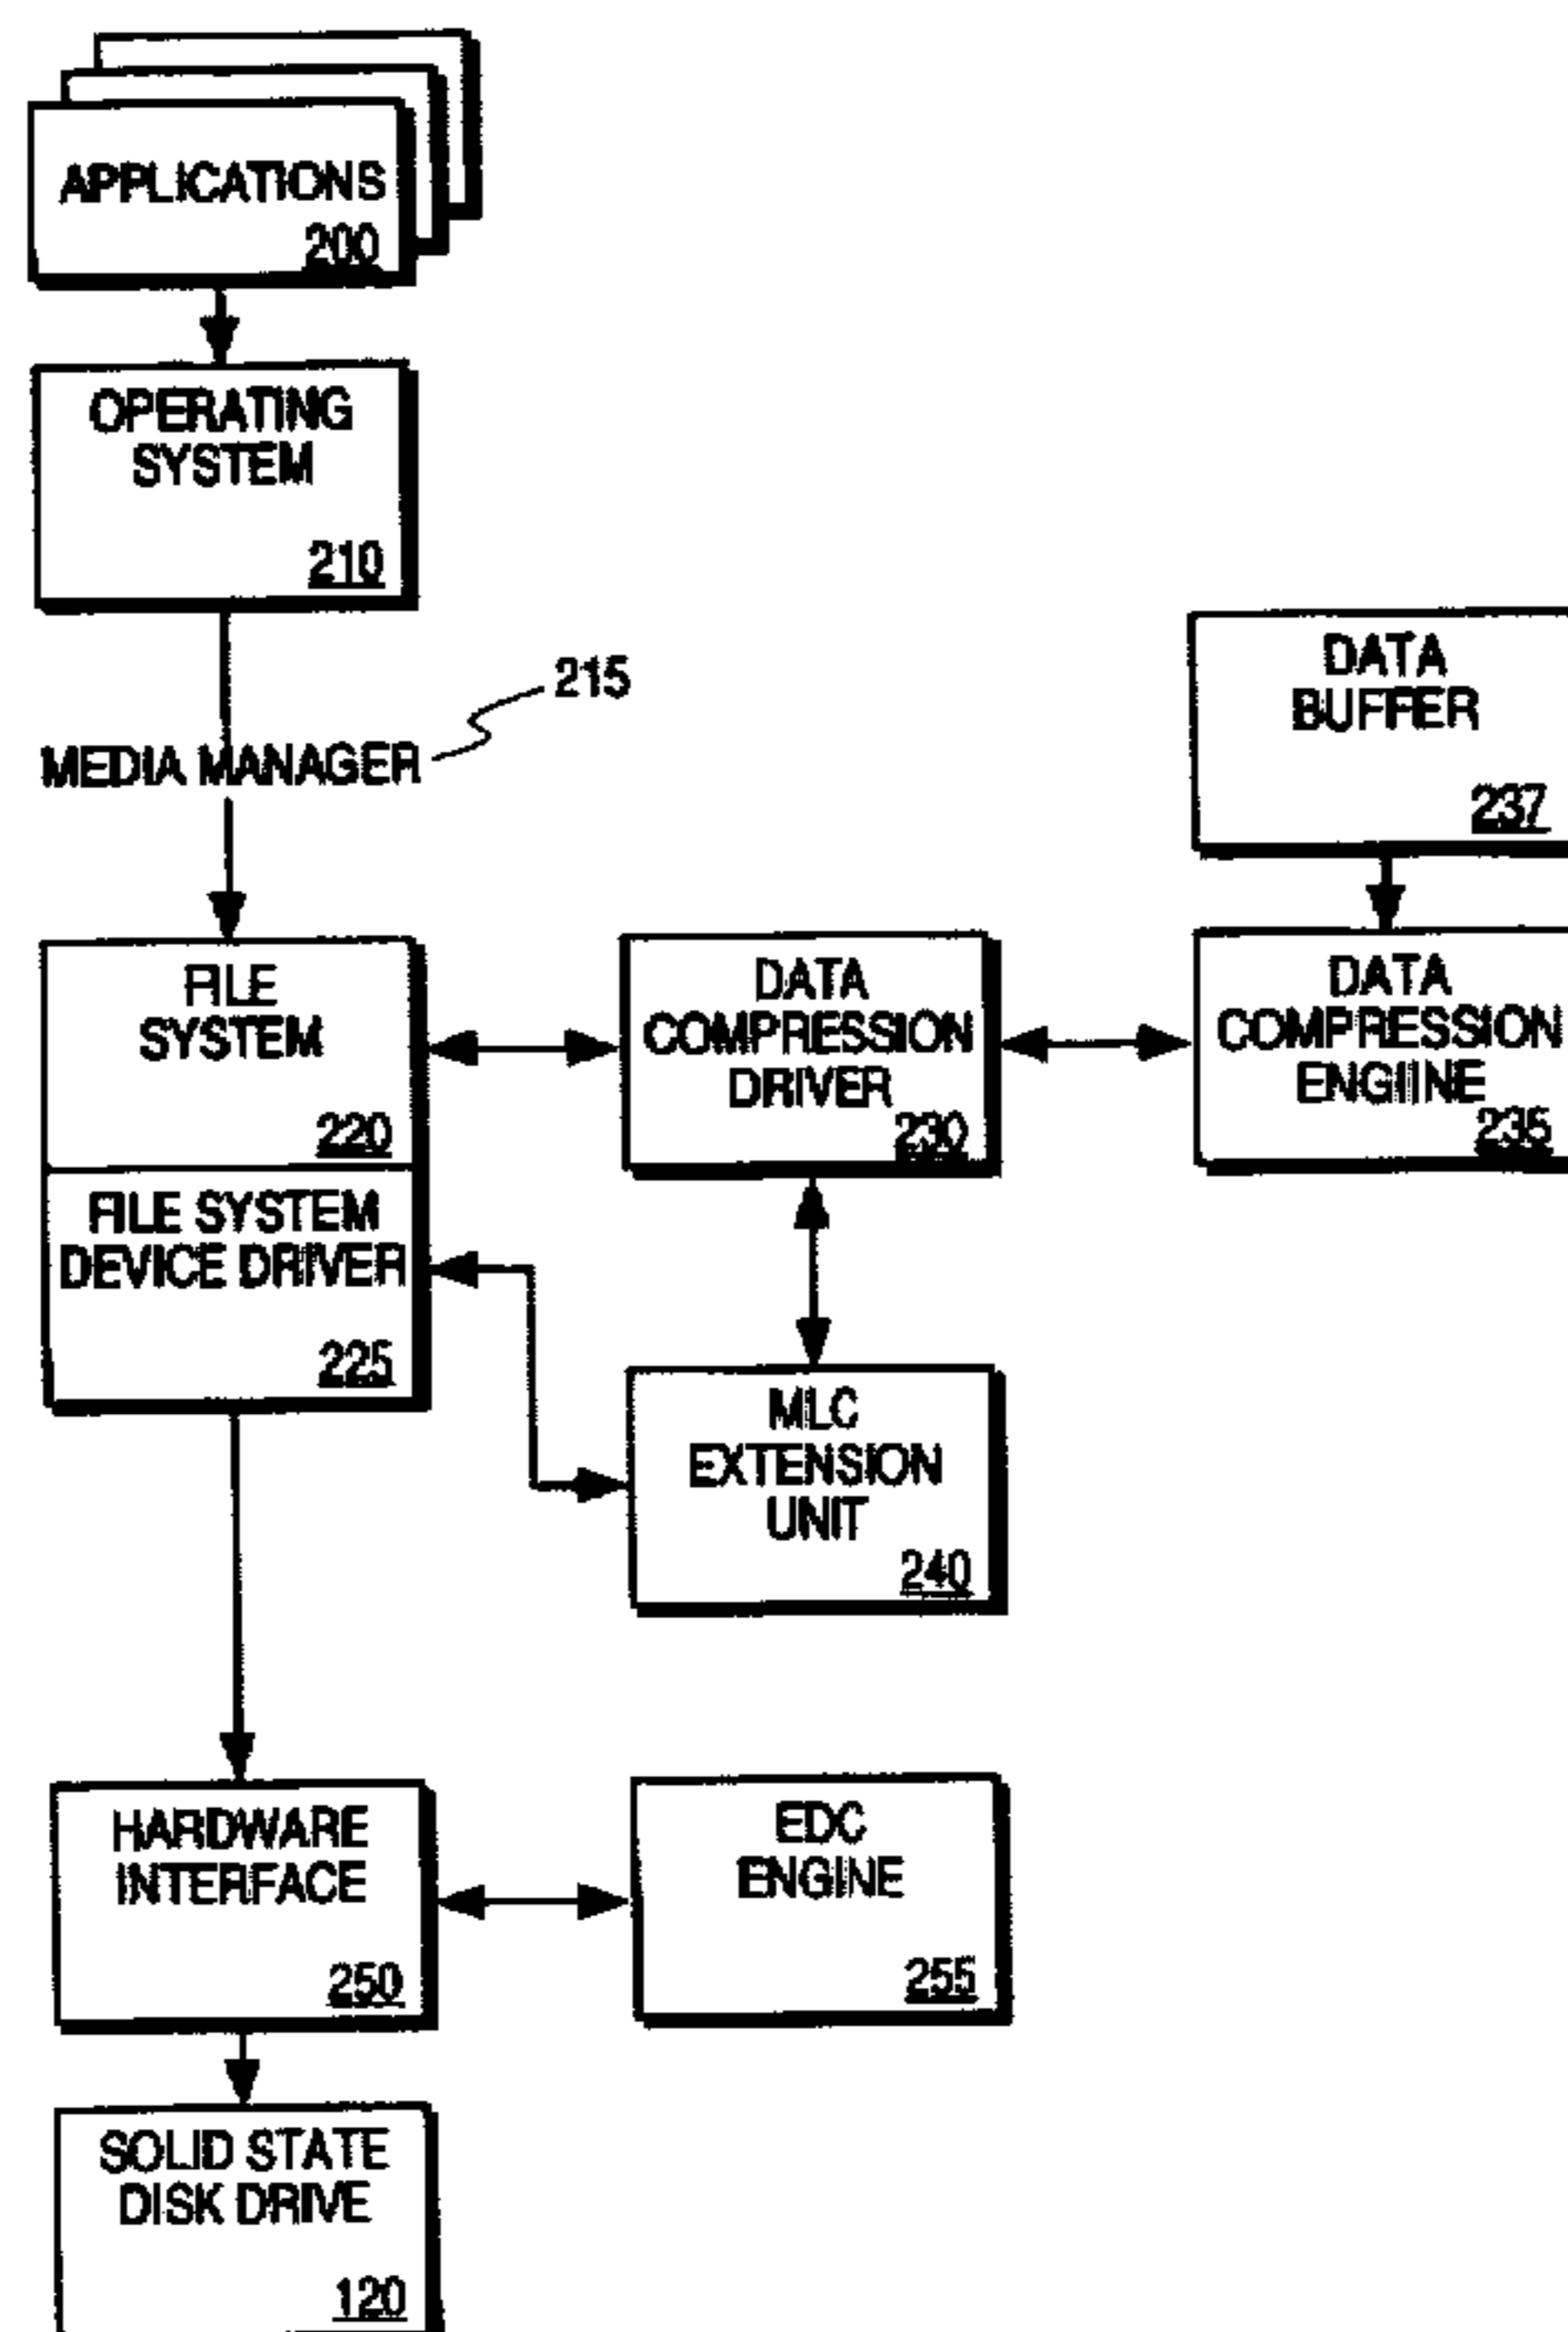 APPLICATIONS
200
OPERATING
SYSTEM
210
215
MEDIA MANAGER
DATA
BUFFER
237
FILE
SYSTEM
220
DATA
COMPRESSION
DRIVER
230
DATA
COMPRESSION
ENGINE
235
FILE SYSTEM
DEVICE DRIVER
225
MLC
EXTENSION
UNIT
240
HARDWARE
INTERFACE
250
EDC
ENGINE
255
SOLID STATE
DISK DRIVE
120